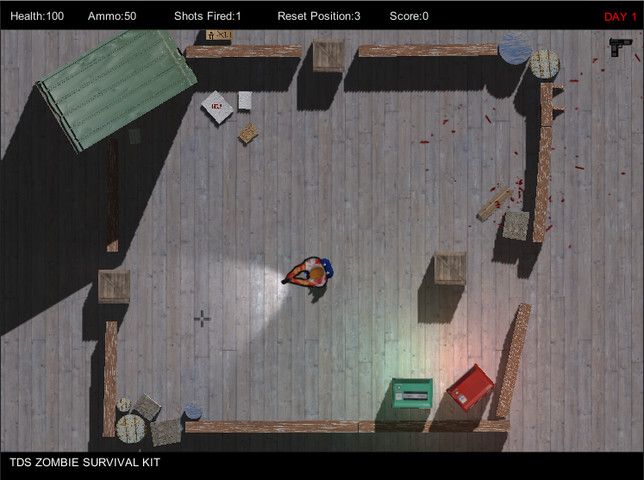 Health:100 Ammo:50 Shots Fired:1 Reset Position:3 Score:0 DAY 1
TDS ZOMBIE SURVIVAL KIT